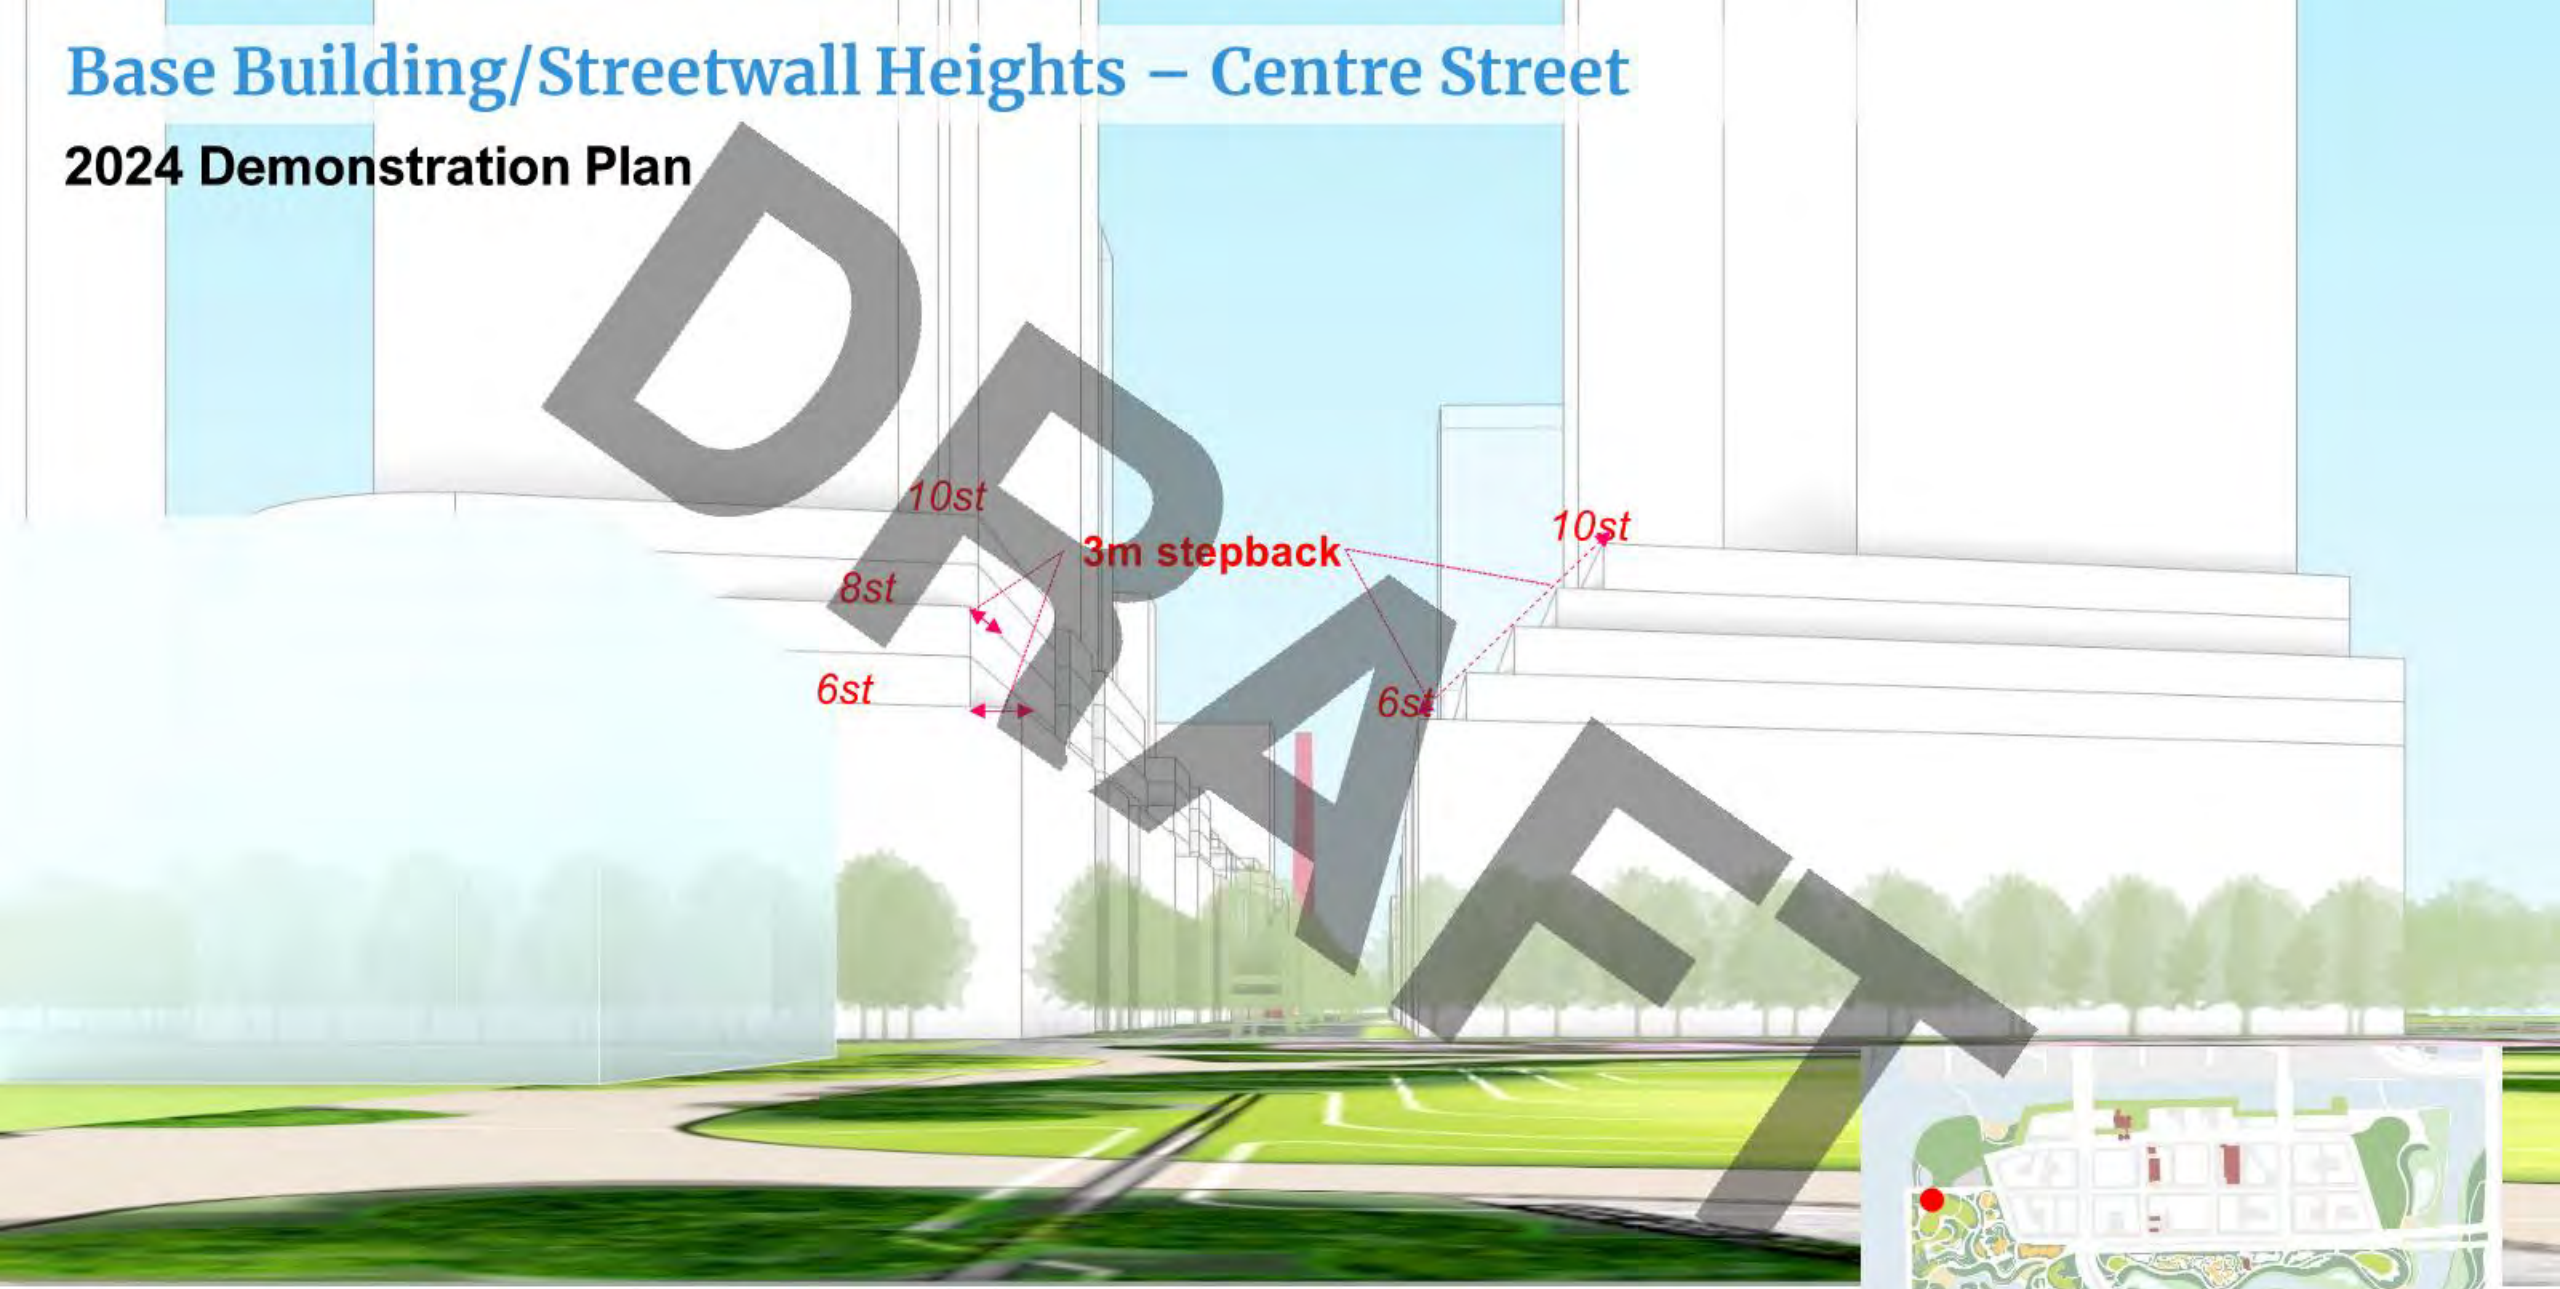 Base Building/Streetwall Heights – Centre Street
2024 Demonstration Plan
DRAFT
10st
10st
3m stepback
8st
6st
6st